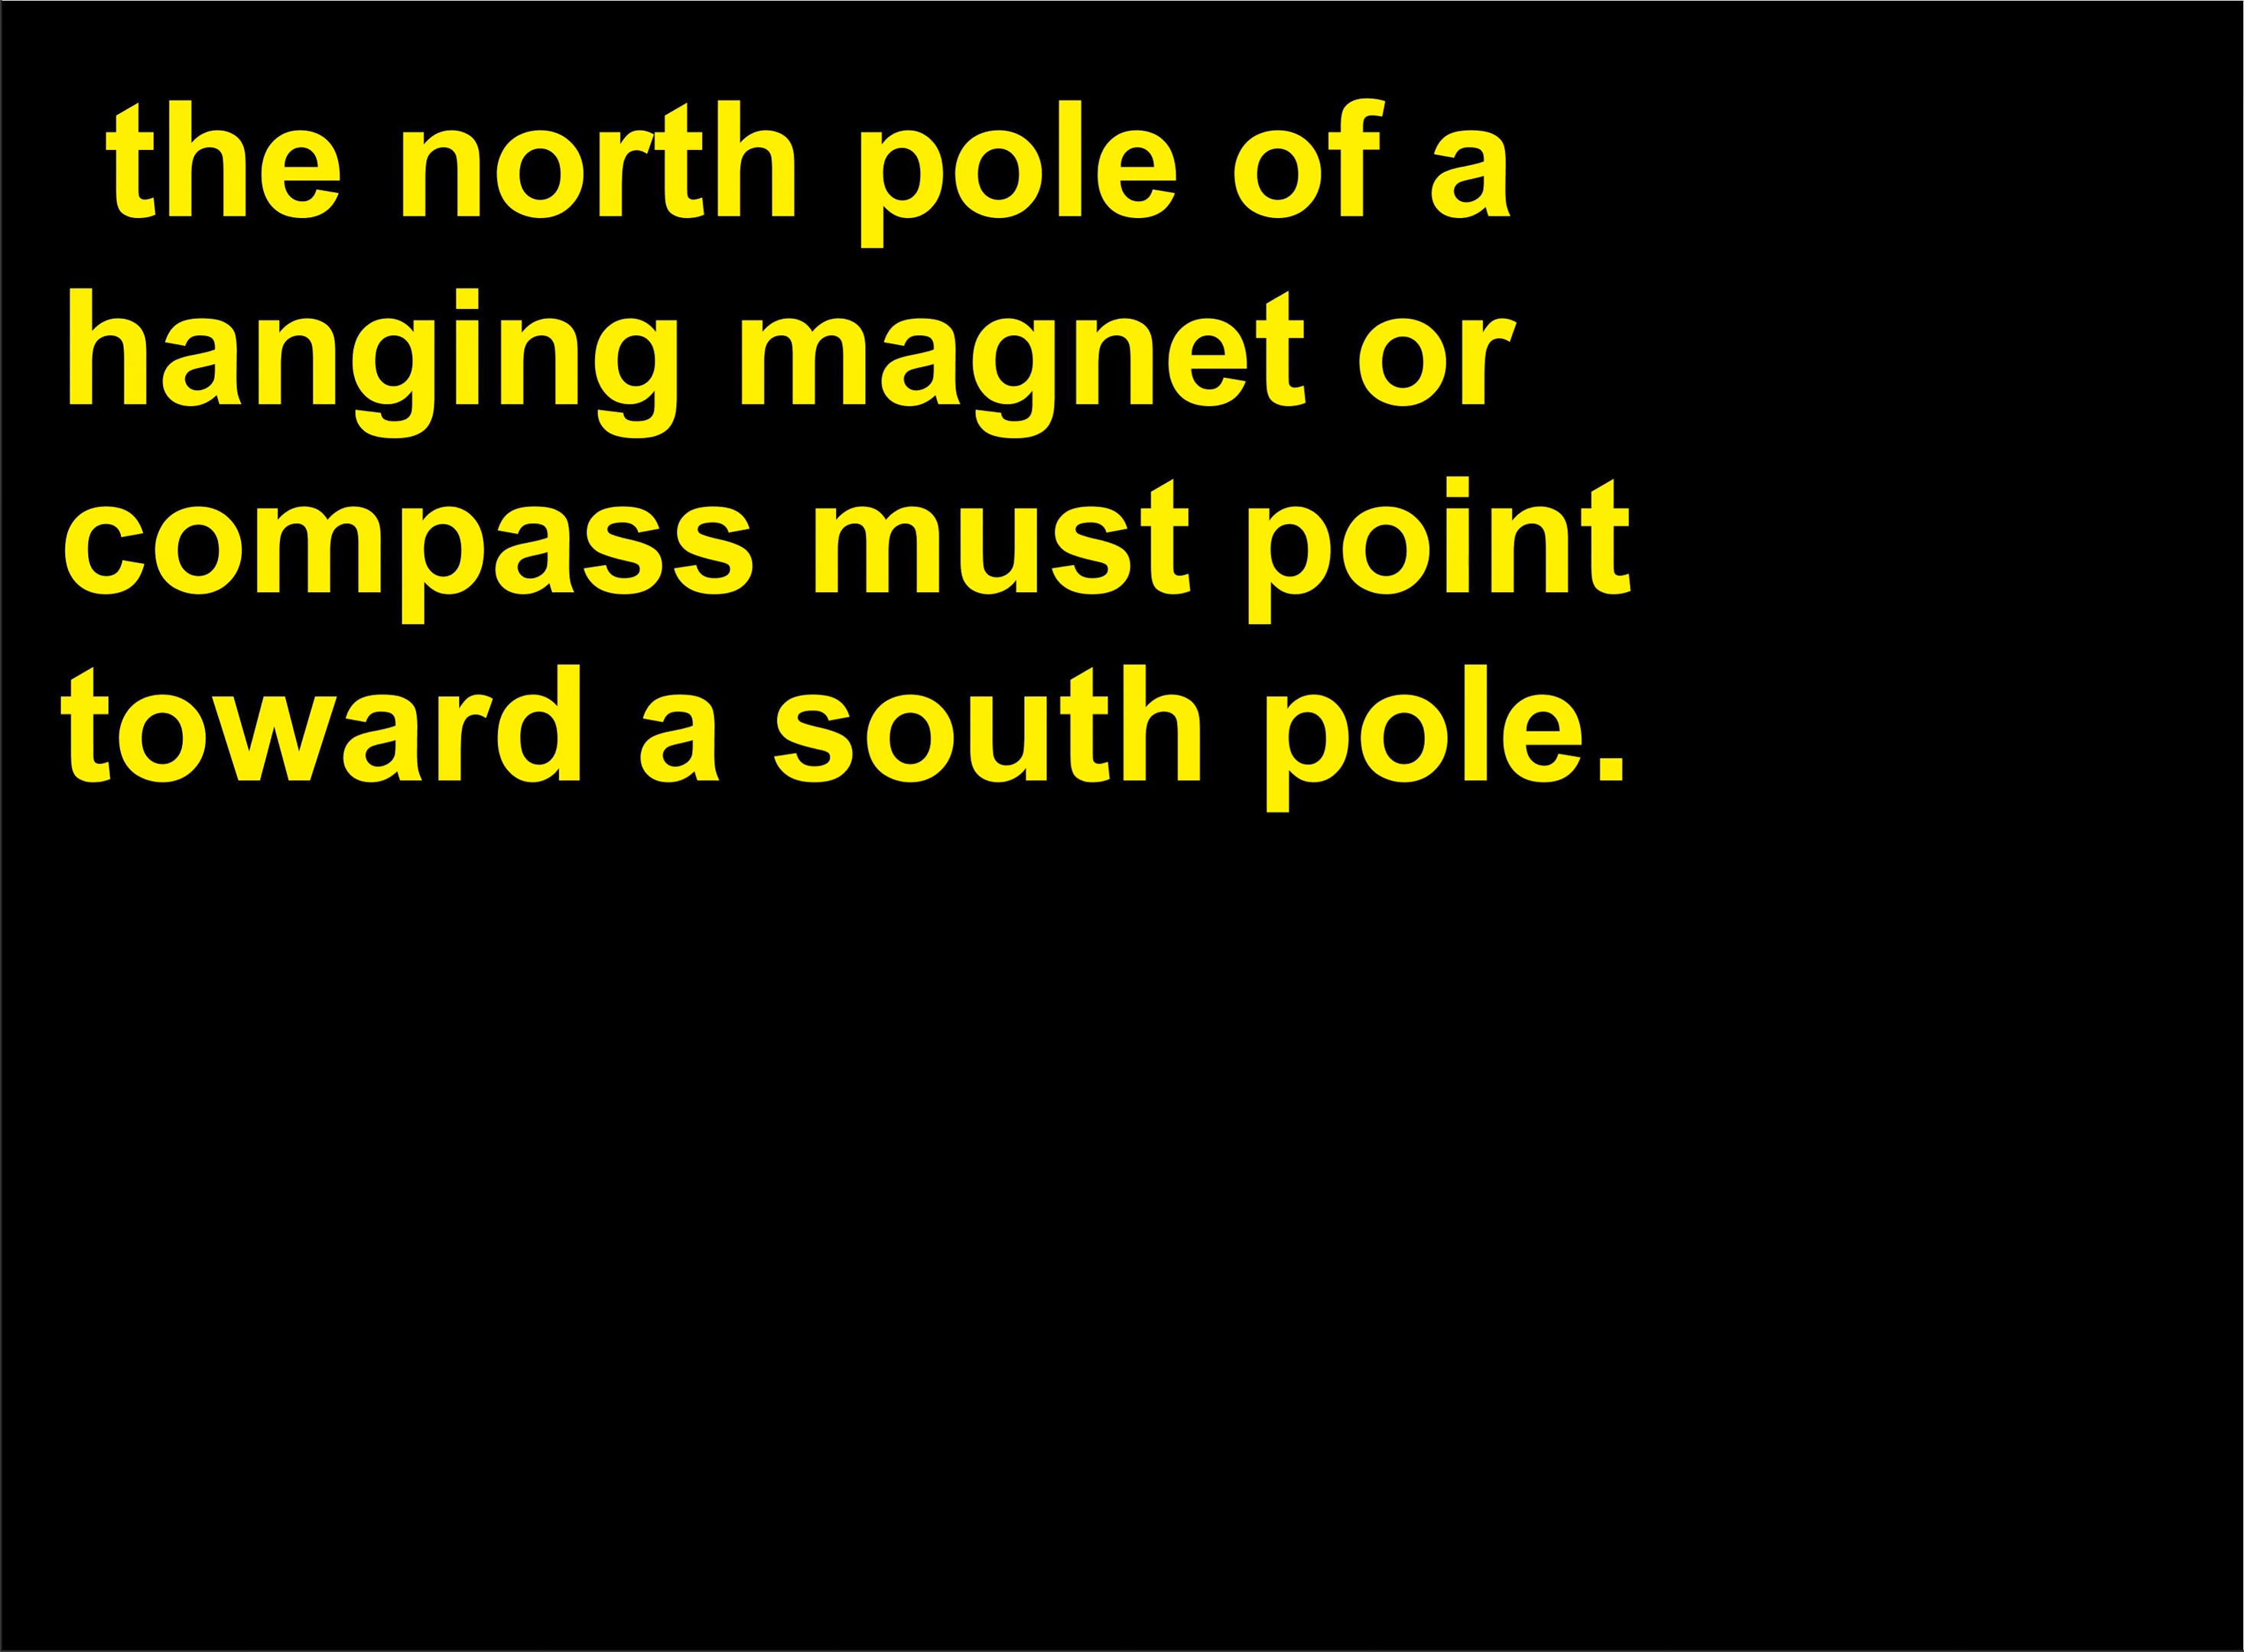 the north pole of a
hanging magnet or
compass must point
toward a south pole.